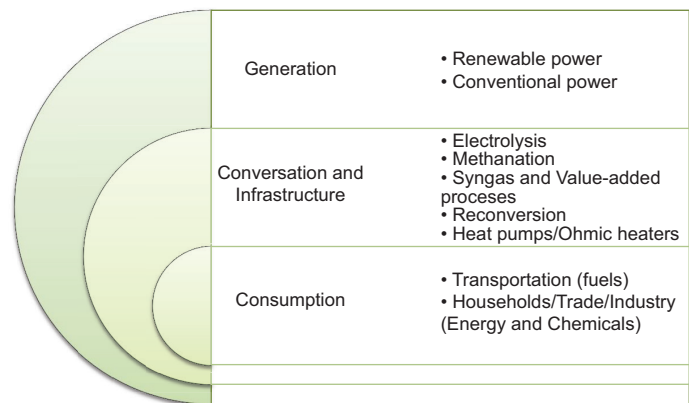 Generation
• Renewable power
• Conventional power
Conversation and
Infrastructure
• Electrolysis
• Methanation
• Syngas and Value-added
proceses
• Reconversion
• Heat pumps/Ohmic heaters
Consumption
• Transportation (fuels)
• Households/Trade/Industry
(Energy and Chemicals)